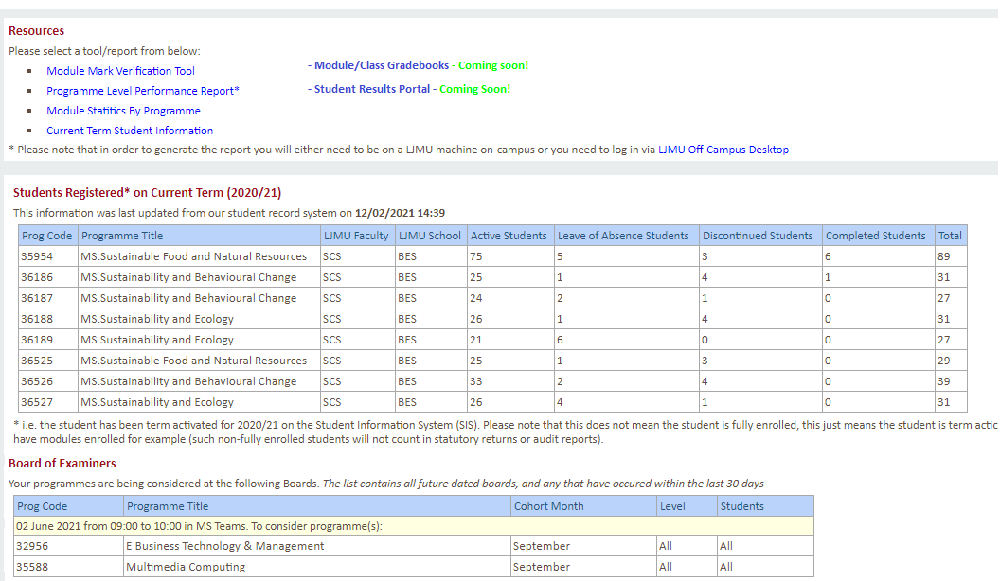 Resources
Please select a tool/report from below:
Module Mark Verification Tool
Programme Level Performance Report*
Module Statitics By Programme
Current Term Student Information
- Module/Class Gradebooks - Coming soon!
- Student Results Portal - Coming Soon!
* Please note that in order to generate the report you will either need to be on a LJMU machine on-campus or you need to log in via LJMU Off-Campus Desktop
Students Registered* on Current Term (2020/21)
This information was last updated from our student record system on 12/02/2021 14:39
Prog Code Programme Title LJMU Faculty LJMU School Active Students Leave of Absence Students Discontinued Students Completed Students Total
35954 MS.Sustainable Food and Natural Resources SCS BES 75 5 3 6 89
36186 MS.Sustainability and Behavioural Change SCS BES 25 1 4 1 31
36187 MS.Sustainability and Behavioural Change SCS BES 24 2 1 0 27
36188 MS.Sustainability and Ecology SCS BES 26 1 4 0 31
36189 MS.Sustainability and Ecology SCS BES 21 6 0 0 27
36525 MS.Sustainable Food and Natural Resources SCS BES 25 1 3 0 29
36526 MS.Sustainability and Behavioural Change SCS BES 33 2 4 0 39
36527 MS.Sustainability and Ecology SCS BES 26 4 1 0 31
* i.e. the student has been term activated for 2020/21 on the Student Information System (SIS). Please note that this does not mean the student is fully enrolled, this just means the student is term
have modules enrolled for example (such non-fully enrolled students will not count in statutory returns or audit reports).
Board of Examiners
Your programmes are being considered at the following Boards. The list contains all future dated boards, and any that have occured within the last 30 days
Prog Code Programme Title Cohort Month Level Students
02 June 2021 from 09:00 to 10:00 in MS Teams. To consider programme(s):
32956 E Business Technology & Management September All All
35588 Multimedia Computing September All All